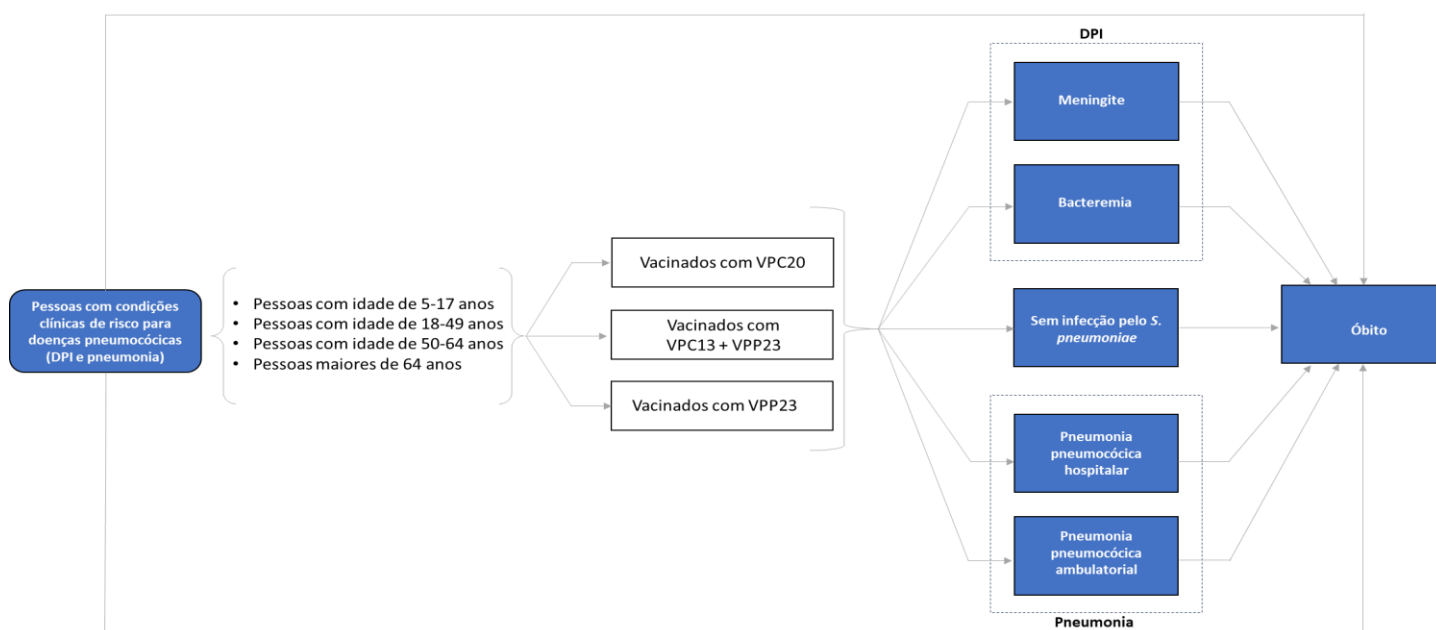 Pessoas com condições
clínicas de risco para
doenças pneumocócicas
(DPI e pneumonia)
• Pessoas com idade de 5-17 anos
• Pessoas com idade de 18-49 anos
• Pessoas com idade de 50-64 anos
• Pessoas maiores de 64 anos
Vacinados com VPC20
Vacinados com
VPC13 + VPP23
Vacinados com VPP23
DPI
Meningite
Bacteremia
Sem infecção pelo S.
pneumoniae
Pneumonia
pneumocócica
hospitalar
Pneumonia
pneumocócica
ambulatorial
Pneumonia
Óbito